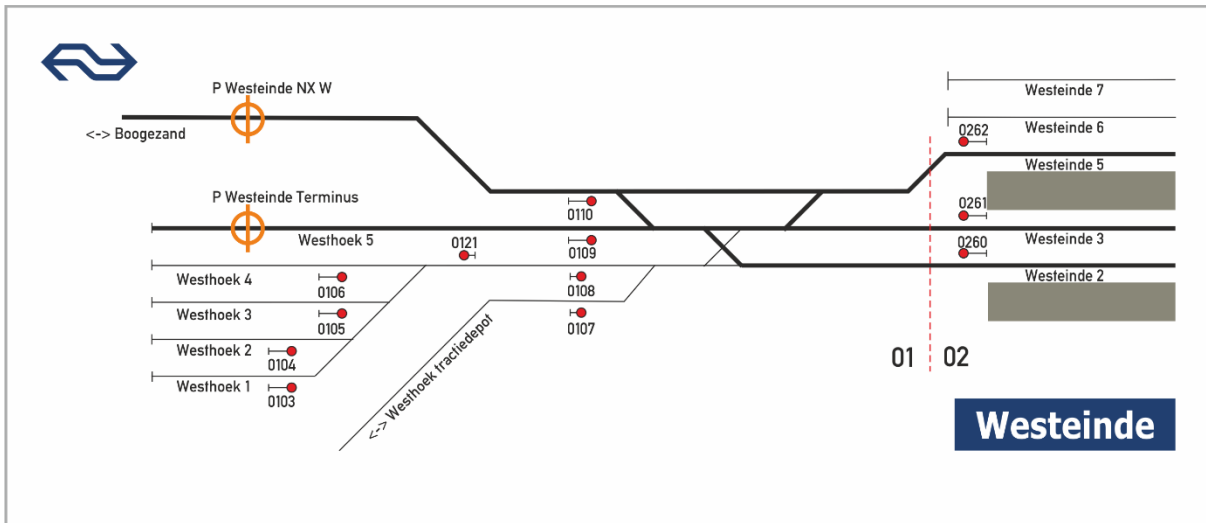 P Westeinde NX W
<-> Boogezand
Westeinde 7
Westeinde 6
0262
Westeinde 5
P Westeinde Terminus
0110
0261
Westhoek 5
0121
0109
Westeinde 3
0260
Westhoek 4
0106
0108
Westeinde 2
Westhoek 3
0105
0107
Westhoek 2
0104
Westhoek 1
0103
<-> Westhoek tractiedepot
01
02
Westeinde